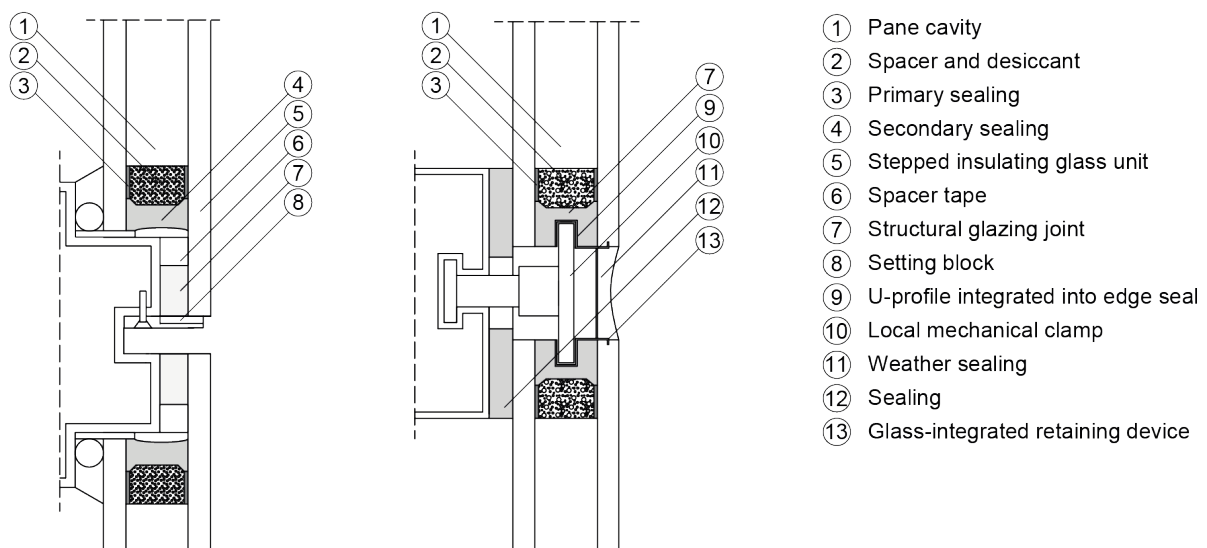 1
2
3
4
5
6
7
8
1
2
3
7
9
10
11
12
13
1 Pane cavity
2 Spacer and desiccant
3 Primary sealing
4 Secondary sealing
5 Stepped insulating glass unit
6 Spacer tape
7 Structural glazing joint
8 Setting block
9 U-profile integrated into edge seal
10 Local mechanical clamp
11 Weather sealing
12 Sealing
13 Glass-integrated retaining device